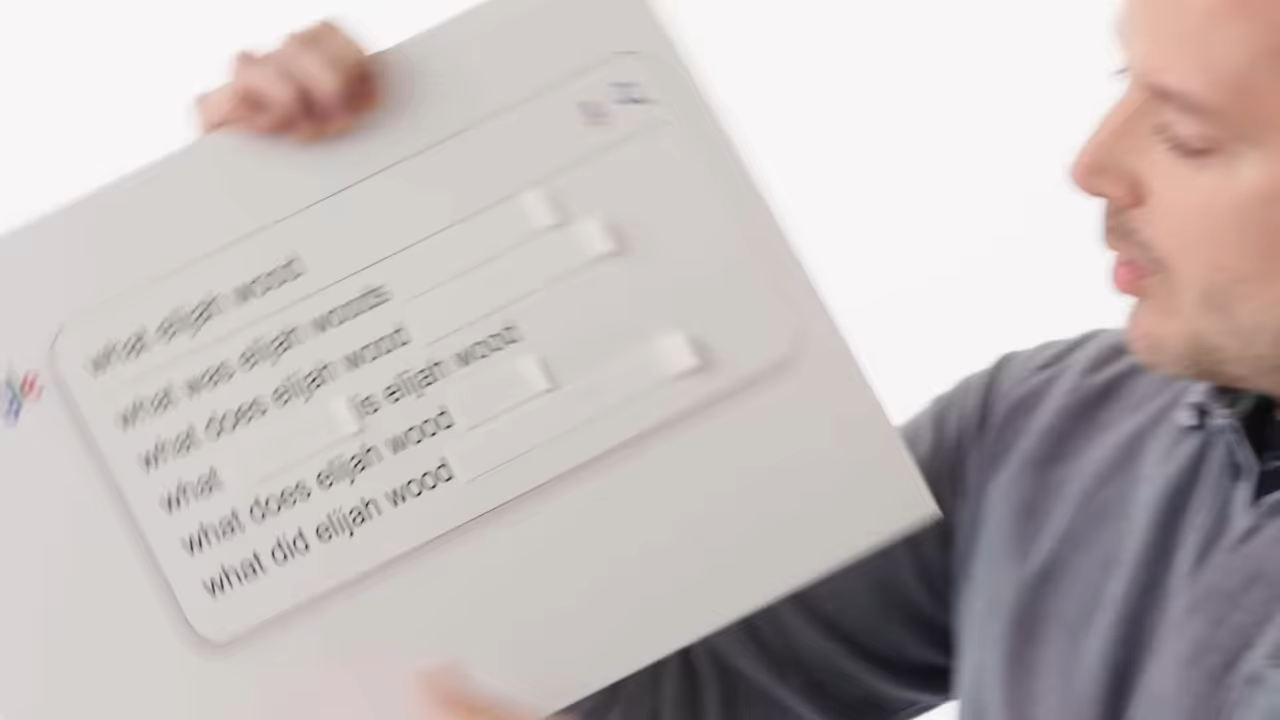 what elijah wood
what was elijah woods
what does elijah wood
what is elijah wood
what does elijah wood
what did elijah wood